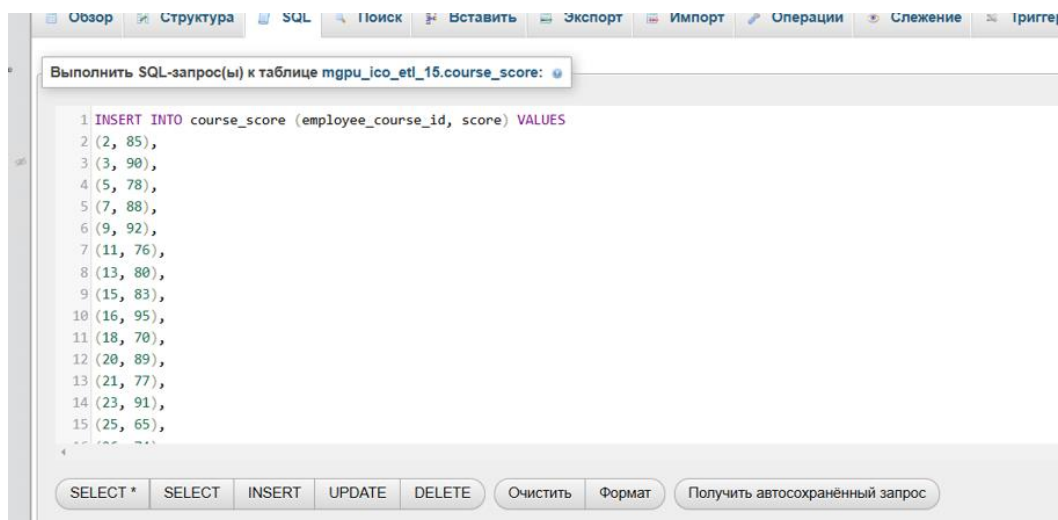 Обзор Структура SQL Поиск Вставить Экспорт Импорт Операции Слежение
Выполнить SQL-запрос(ы) к таблице mgpu_ico_etl_15.course_score:
1 INSERT INTO course_score (employee_course_id, score) VALUES
2 (2, 85),
3 (3, 90),
4 (5, 78),
5 (7, 88),
6 (9, 92),
7 (11, 76),
8 (13, 80),
9 (15, 83),
10 (16, 95),
11 (18, 70),
12 (20, 89),
13 (21, 77),
14 (23, 91),
15 (25, 65),
SELECT * SELECT INSERT UPDATE DELETE Очистить Формат Получить автосохранённый запрос